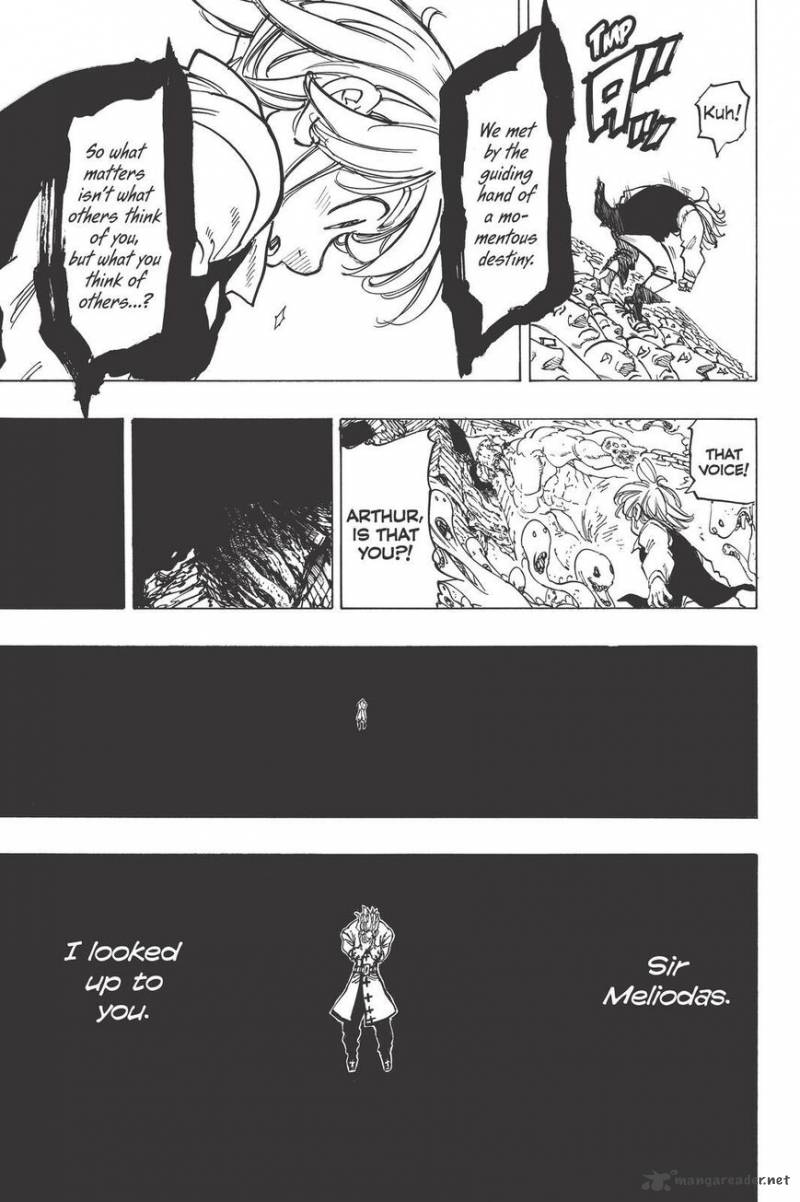 TMP
Kuh!
We met
by the
guiding
hand of
a mo-
mentous
destiny.
So what
matters
isn't what
others think
of you,
but what you
think of
others...?
THAT
VOICE!
ARTHUR,
IS THAT
YOU?!
Sir
Meliodas.
I looked
up to
you.
mangareader.net